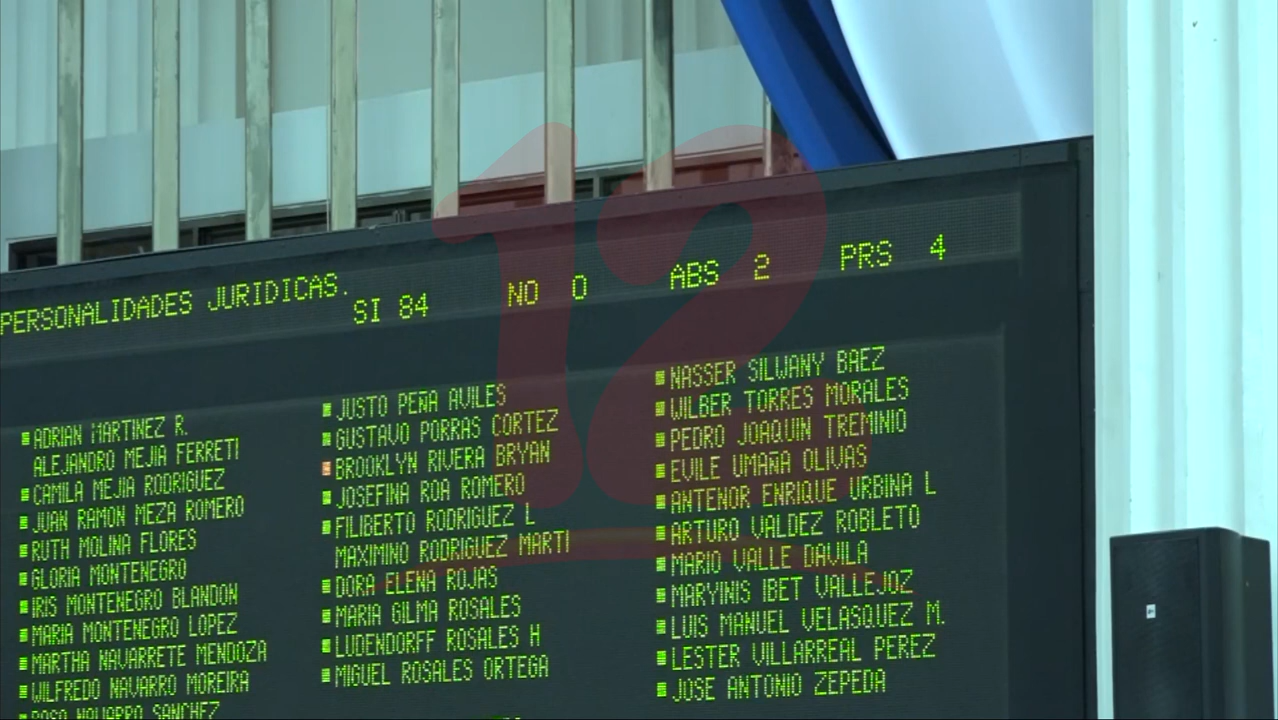 PERSONALIDADES JURIDICAS.
SI 84 NO 0 ABS 2 PRS 4
ADRIAN MARTINEZ R.
ALEJANDRO MEJIA FERRETI
CAMILA MEJIA RODRIGUEZ
JUAN RAMON MEZA ROMERO
RUTH MOLINA FLORES
GLORIA MONTENEGRO
IRIS MONTENEGRO BLANDON
MARIA MONTENEGRO LOPEZ
MARTHA NAVARRETE MENDOZA
WILFREDO NAVARRO MOREIRA
ROSA NAVARRO SANCHEZ
JUSTO PEÑA AVILES
GUSTAVO PORRAS CORTEZ
BROOKLYN RIVERA BRYAN
JOSEFINA ROA ROMERO
FILIBERTO RODRIGUEZ L
MAXIMINO RODRIGUEZ MARTI
DORA ELENA ROJAS
MARIA GILMA ROSALES
LUDENDORFF ROSALES H
MIGUEL ROSALES ORTEGA
NASSER SILWANY BAEZ
WILBER TORRES MORALES
PEDRO JOAQUIN TREMINIO
EVILE UMAÑA OLIVAS
ANTENOR ENRIQUE URBINA L
ARTURO VALDEZ ROBLETO
MARIO VALLE DAVILA
MARYINIS IBET VALLEJOZ
LUIS MANUEL VELASQUEZ M.
LESTER VILLARREAL PEREZ
JOSE ANTONIO ZEPEDA
12